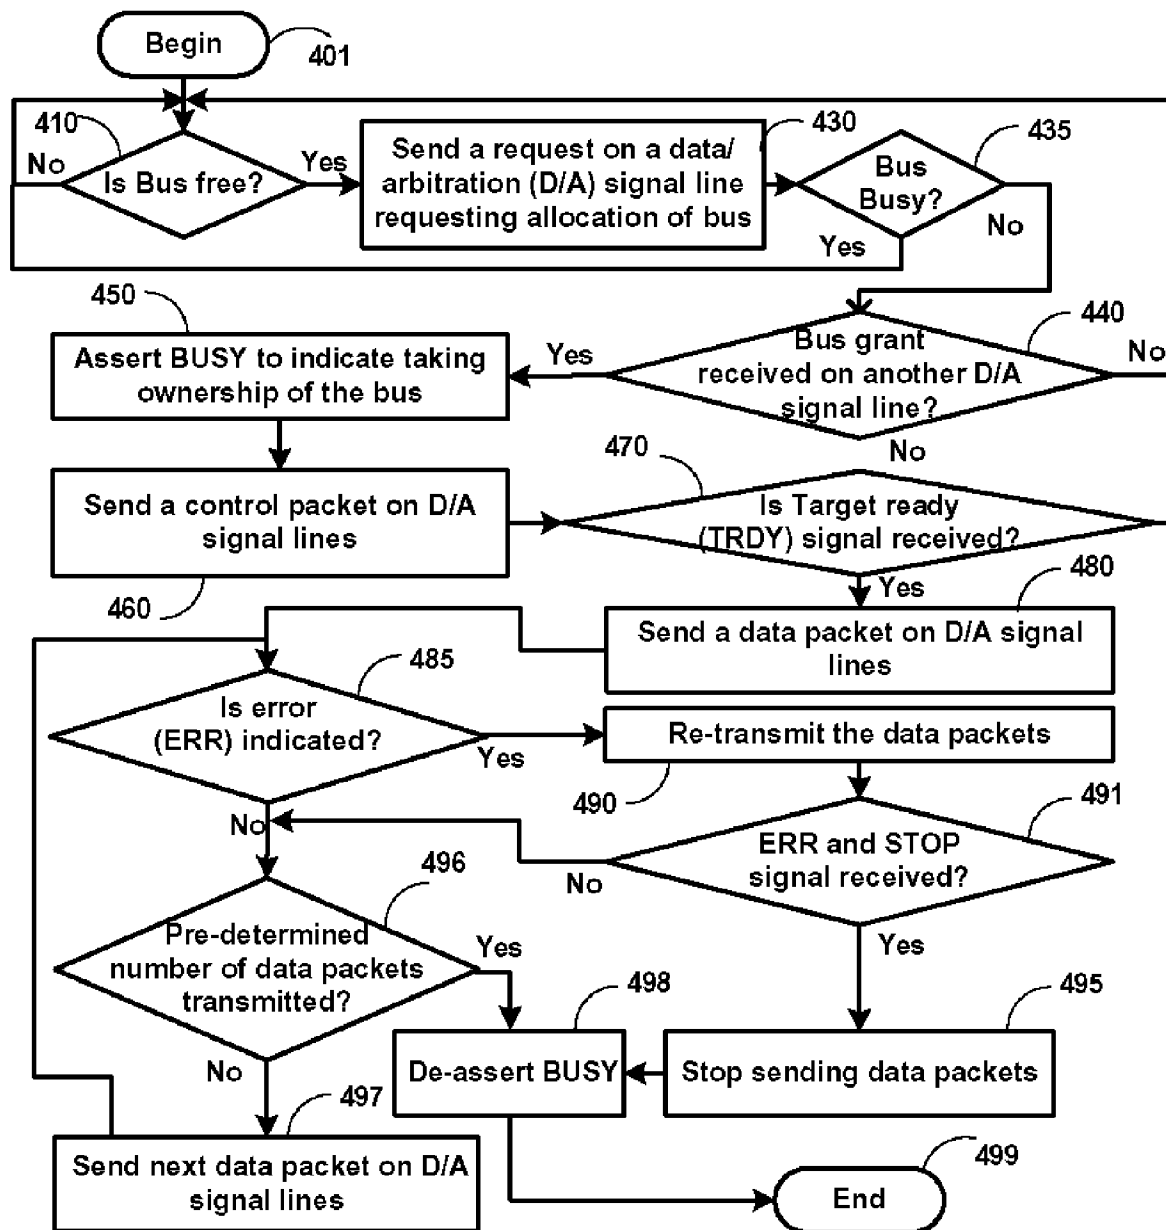 Begin
401
410
No
Is Bus free?
Yes
Send a request on a data/
arbitration (D/A) signal line
requesting allocation of bus
430
Bus
Busy?
435
Yes
No
450
Assert BUSY to indicate taking
ownership of the bus
Yes
Bus grant
received on another D/A
signal line?
440
No
No
Send a control packet on D/A
signal lines
460
470
Is Target ready
(TRDY) signal received?
Yes
480
Send a data packet on D/A signal
lines
485
Is error
(ERR) indicated?
Yes
Re-transmit the data packets
490
491
No
ERR and STOP
signal received?
No
Yes
496
Pre-determined
number of data packets
transmitted?
Yes
No
498
De-assert BUSY
495
Stop sending data packets
497
Send next data packet on D/A
signal lines
499
End